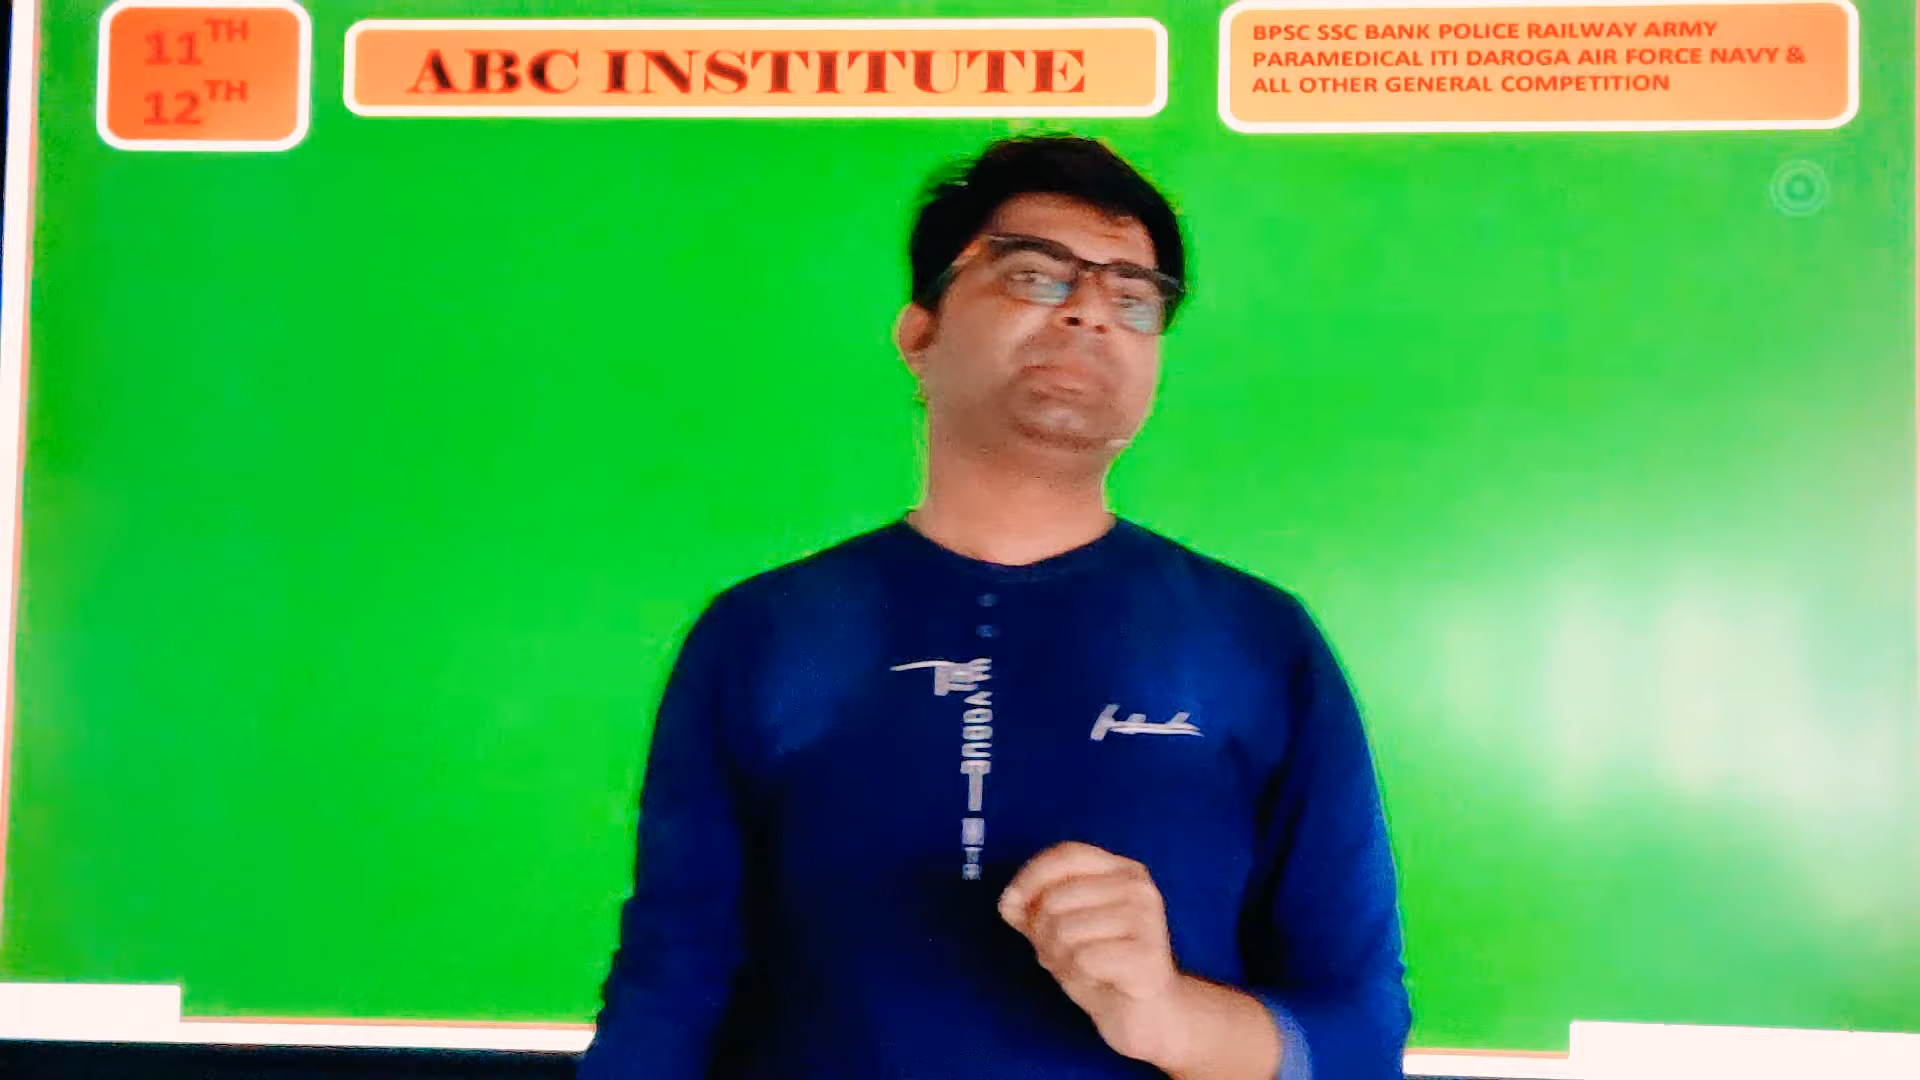 11TH
12TH
ABC INSTITUTE
BPSC SSC BANK POLICE RAILWAY ARMY
PARAMEDICAL ITI DAROGA AIR FORCE NAVY &
ALL OTHER GENERAL COMPETITION